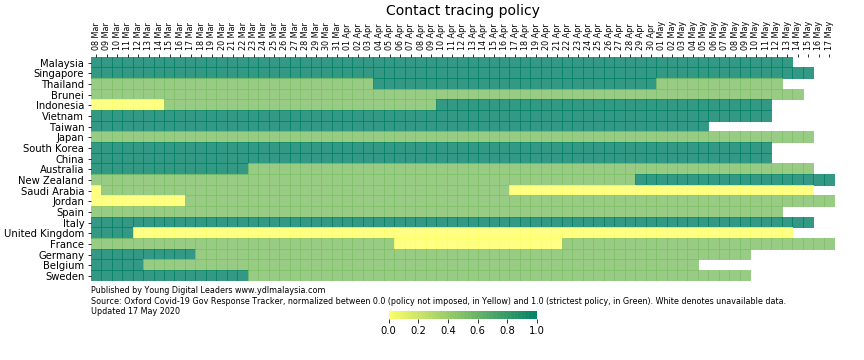 Contact tracing policy
08 Mar
09 Mar
10 Mar
11 Mar
12 Mar
13 Mar
14 Mar
15 Mar
16 Mar
17 Mar
18 Mar
19 Mar
20 Mar
21 Mar
22 Mar
23 Mar
24 Mar
25 Mar
26 Mar
27 Mar
28 Mar
29 Mar
30 Mar
31 Mar
01 Apr
02 Apr
03 Apr
04 Apr
05 Apr
06 Apr
07 Apr
08 Apr
09 Apr
10 Apr
11 Apr
12 Apr
13 Apr
14 Apr
15 Apr
16 Apr
17 Apr
18 Apr
19 Apr
20 Apr
21 Apr
22 Apr
23 Apr
24 Apr
25 Apr
26 Apr
27 Apr
28 Apr
29 Apr
30 Apr
01 May
02 May
03 May
04 May
05 May
06 May
07 May
08 May
09 May
10 May
11 May
12 May
13 May
14 May
15 May
16 May
17 May
Malaysia
Singapore
Thailand
Brunei
Indonesia
Vietnam
Taiwan
Japan
South Korea
China
Australia
New Zealand
Saudi Arabia
Jordan
Spain
Italy
United Kingdom
France
Germany
Belgium
Sweden
Published by Young Digital Leaders www.ydlmalaysia.com
Source: Oxford Covid-19 Gov Response Tracker, normalized between 0.0 (policy not imposed, in Yellow) and 1.0 (strictest policy, in Green). White denotes unavailable data.
Updated 17 May 2020
0.0 0.2 0.4 0.6 0.8 1.0